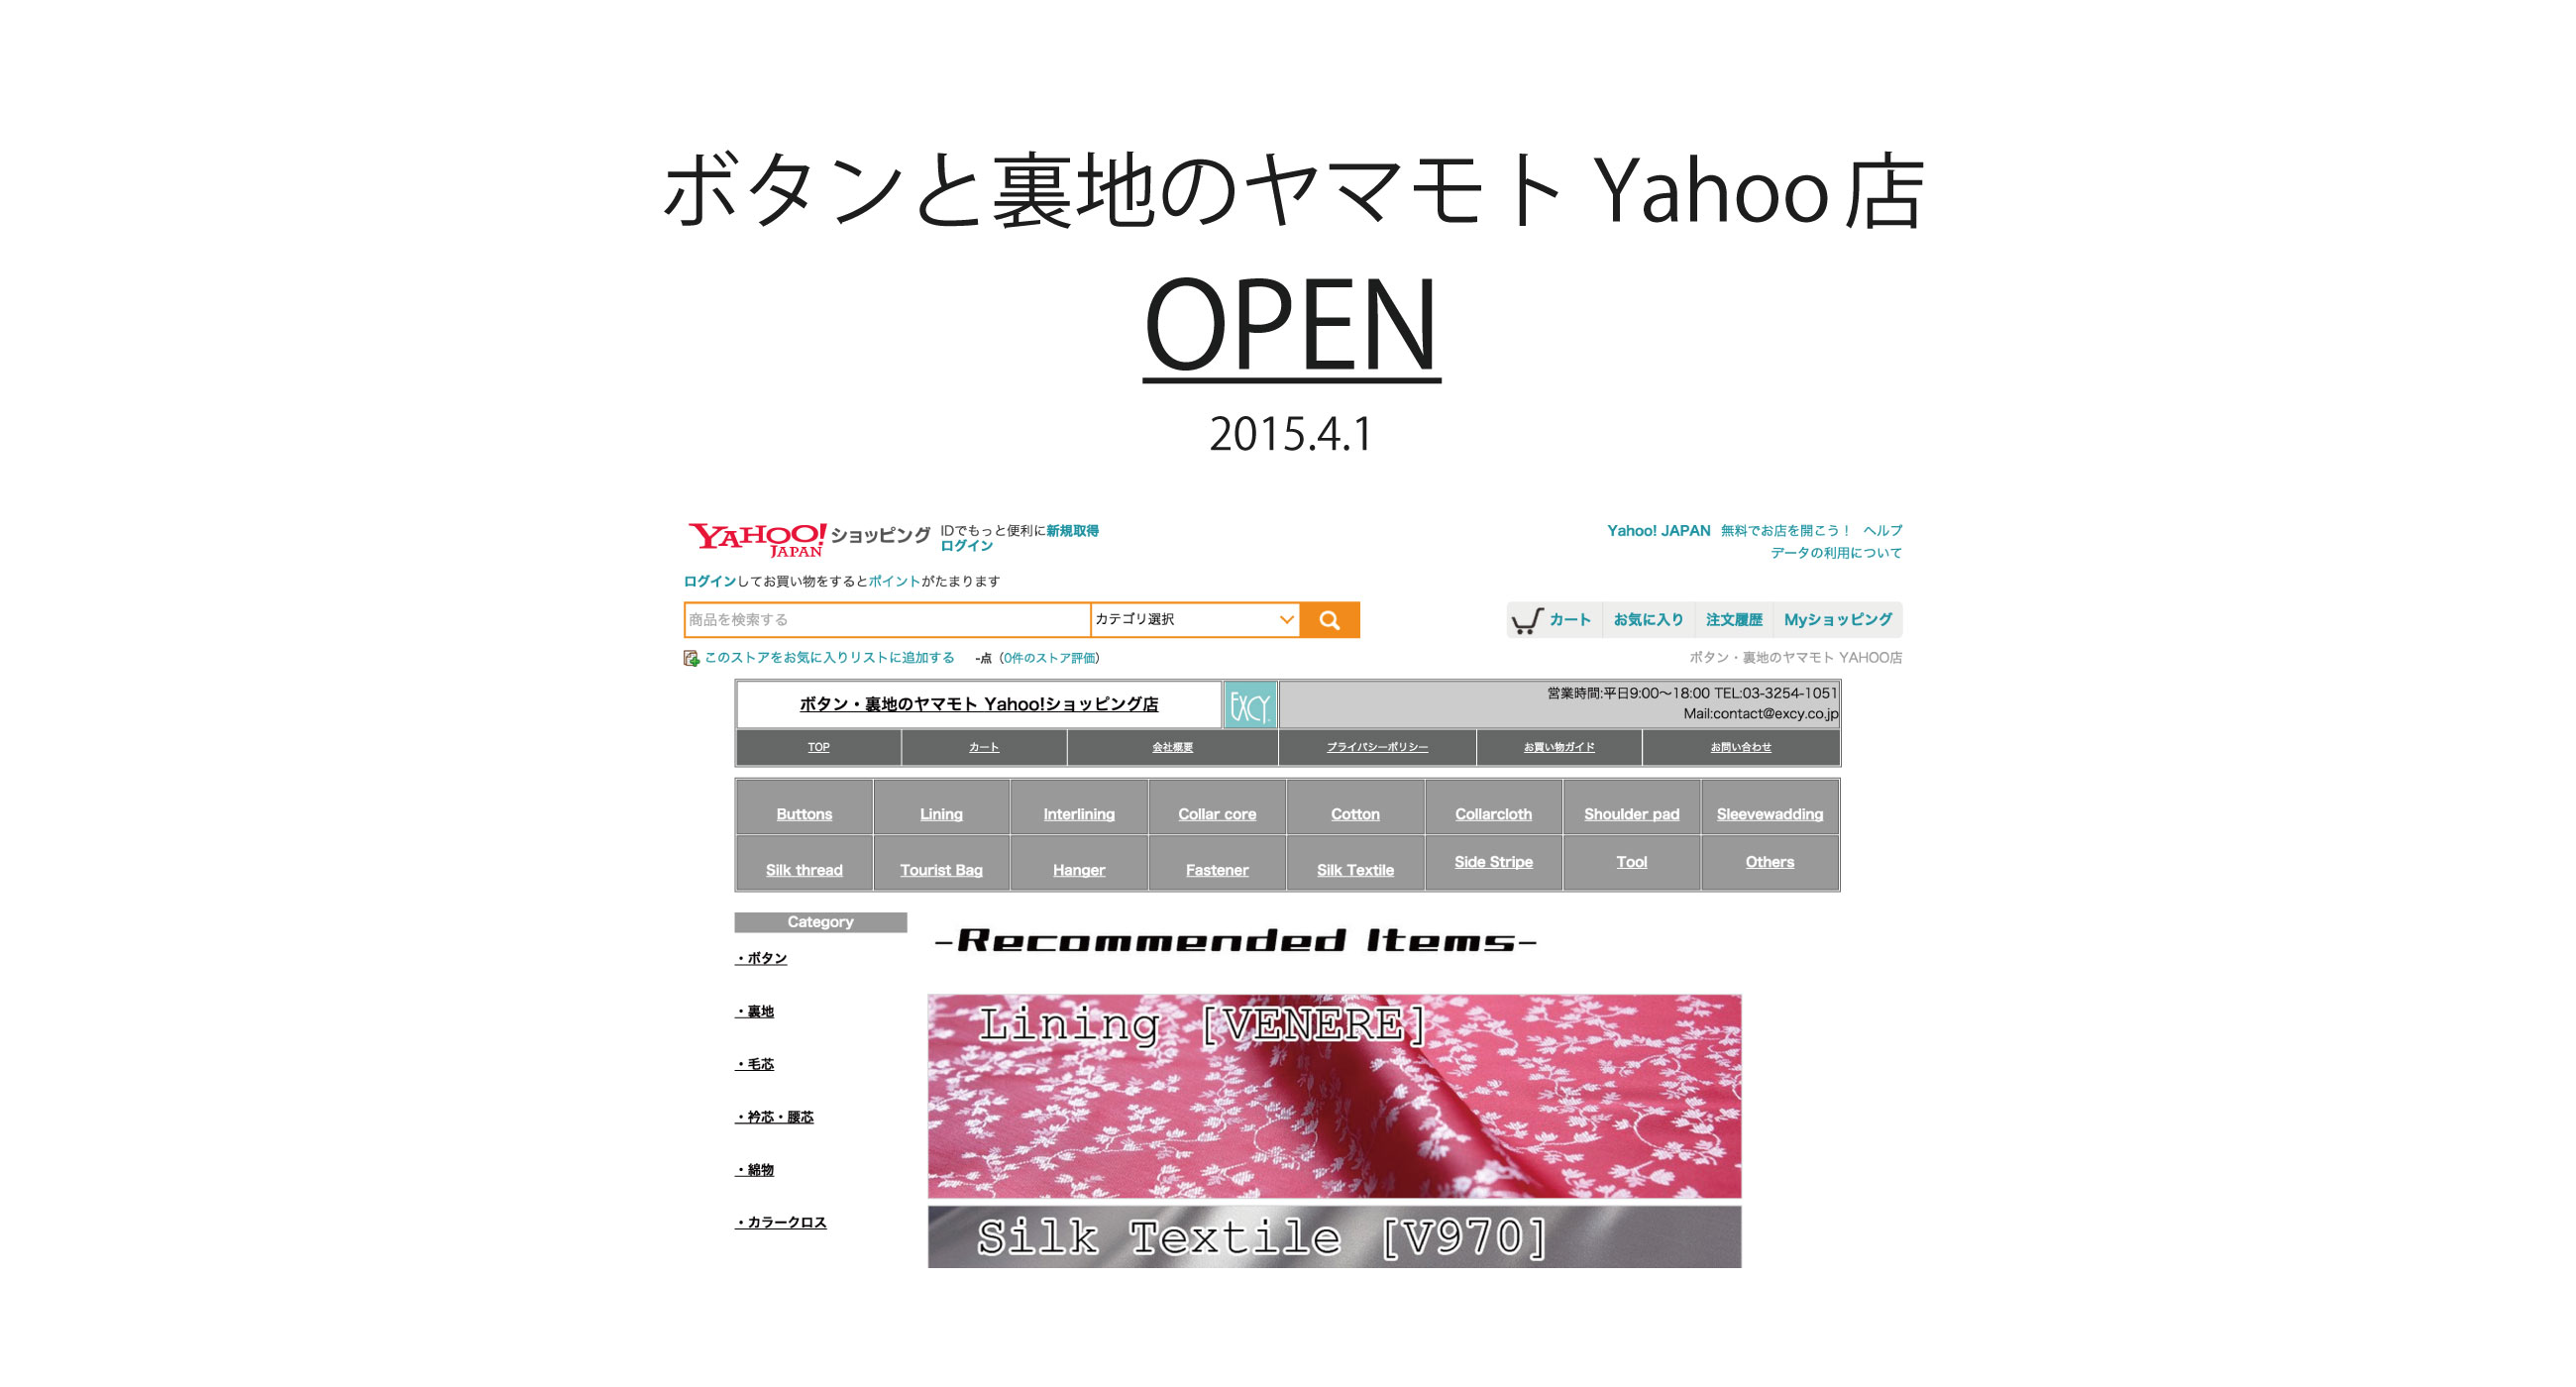 ボタンと裏地のヤマモト Yahoo店
OPEN
2015.4.1
YAHOO! JAPAN ショッピング
IDでもっと便利に新規取得
ログイン
Yahoo! JAPAN 無料でお店を開こう！ ヘルプ
データの利用について
ログインしてお買い物をするとポイントがたまります
商品を検索する カテゴリ選択
カート お気に入り 注文履歴 Myショッピング
このストアをお気に入りリストに追加する -点（0件のストア評価）
ボタン・裏地のヤマモト YAHOO店
ボタン・裏地のヤマモト Yahoo!ショッピング店
EXCY
営業時間:平日9:00〜18:00 TEL:03-3254-1051
Mail:contact@excy.co.jp
TOP カート 会社概要 プライバシーポリシー お買い物ガイド お問い合わせ
Buttons Lining Interlining Collar core Cotton Collarcloth Shoulder pad Sleevewadding
Silk thread Tourist Bag Hanger Fastener Silk Textile Side Stripe Tool Others
Category
・ボタン
・裏地
・毛芯
・衿芯・腰芯
・綿物
・カラークロス
-Recommended Items-
Lining [VENERE]
Silk Textile [V970]